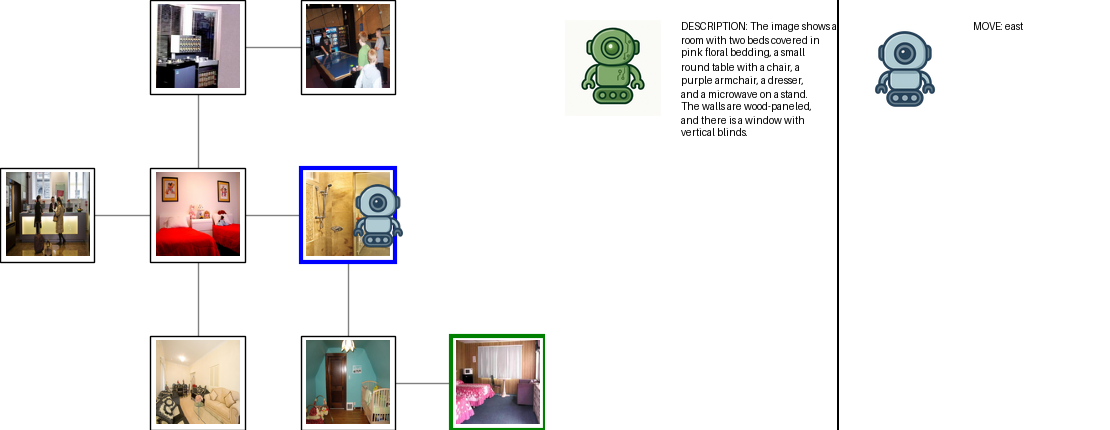 DESCRIPTION: The image shows a
room with two beds covered in
pink floral bedding, a small
round table with a chair, a
purple armchair, a dresser,
and a microwave on a stand.
The walls are wood-paneled,
and there is a window with
vertical blinds.
MOVE: east